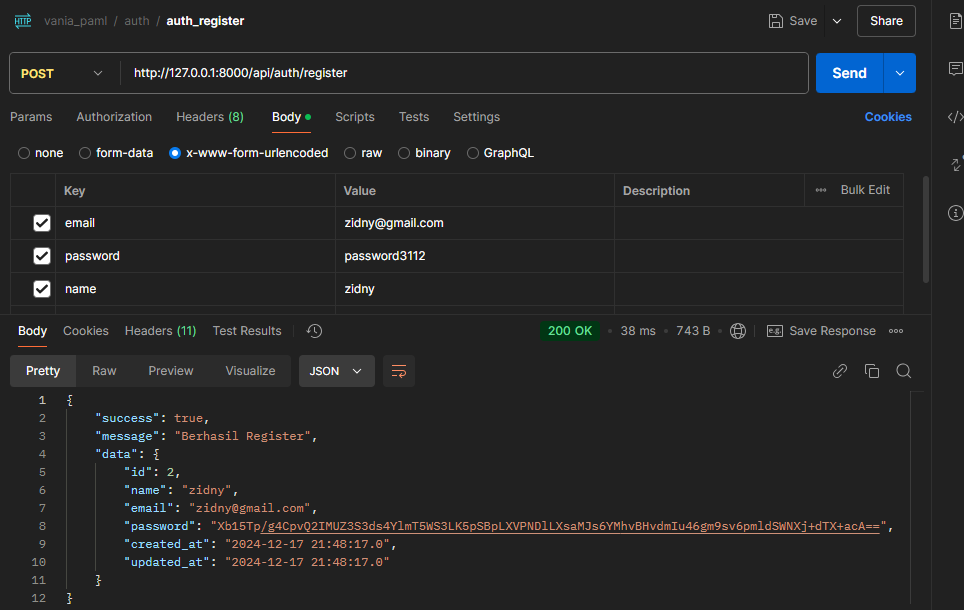 HTTP vania_paml / auth / auth_register Save Share
POST http://127.0.0.1:8000/api/auth/register Send
Params Authorization Headers (8) Body Scripts Tests Settings Cookies
none form-data x-www-form-urlencoded raw binary GraphQL
Key Value Description Bulk Edit
email zidny@gmail.com
password password3112
name zidny
Body Cookies Headers (11) Test Results 200 OK 38 ms 743 B e.g. Save Response
Pretty Raw Preview Visualize JSON
1 {
2 "success": true,
3 "message": "Berhasil Register",
4 "data": {
5 "id": 2,
6 "name": "zidny",
7 "email": "zidny@gmail.com",
8 "password": "Xb15Tp/g4CpvQ2IMUZ3S3ds4YlmT5WS3LK5pSBpLXVPNDlLXsaMJs6YMhvBHvdmIu46gm9sv6pmldSWNXj+dTX+acA==",
9 "created_at": "2024-12-17 21:48:17.0",
10 "updated_at": "2024-12-17 21:48:17.0"
11 }
12 }